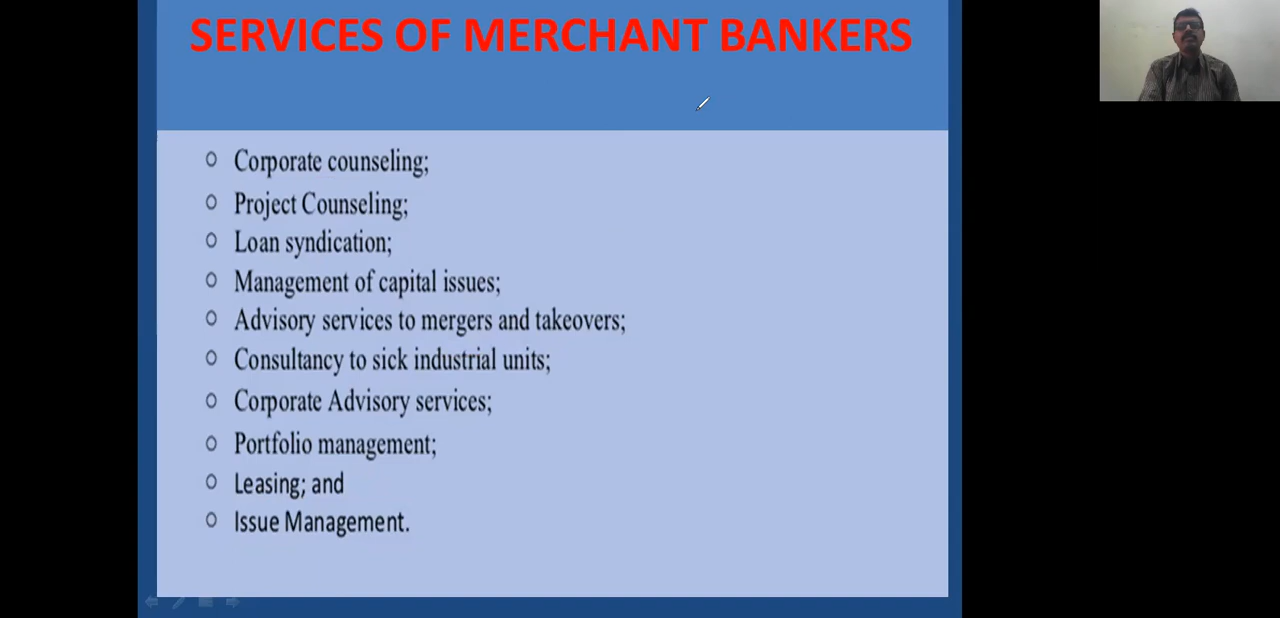 SERVICES OF MERCHANT BANKERS
Corporate counseling;
Project Counseling;
Loan syndication;
Management of capital issues;
Advisory services to mergers and takeovers;
Consultancy to sick industrial units;
Corporate Advisory services;
Portfolio management;
Leasing; and
Issue Management.